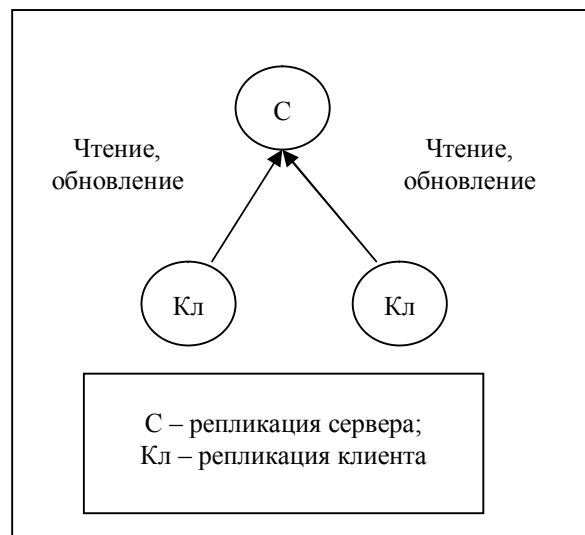 С
Чтение,
обновление
Чтение,
обновление
Кл
Кл
С – репликация сервера;
Кл – репликация клиента